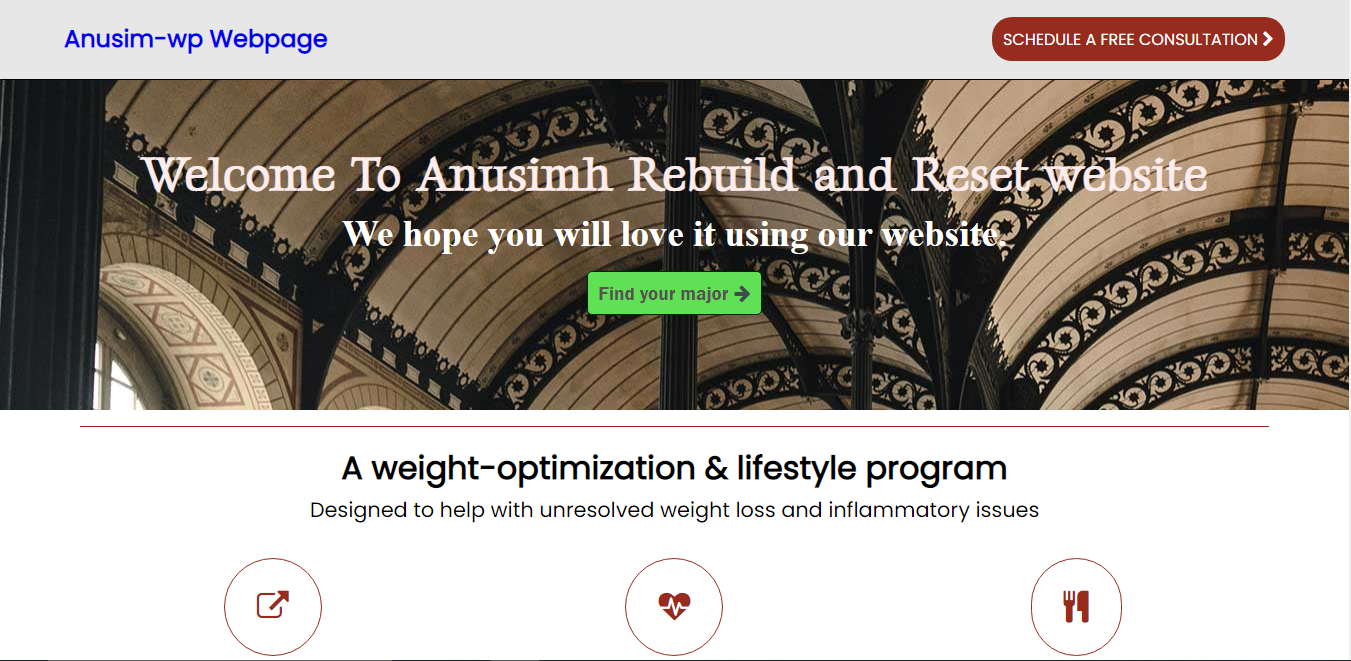 Anusim-wp Webpage
SCHEDULE A FREE CONSULTATION
Welcome To Anusimh Rebuild and Reset website
We hope you will love it using our website.
Find your major
A weight-optimization & lifestyle program
Designed to help with unresolved weight loss and inflammatory issues